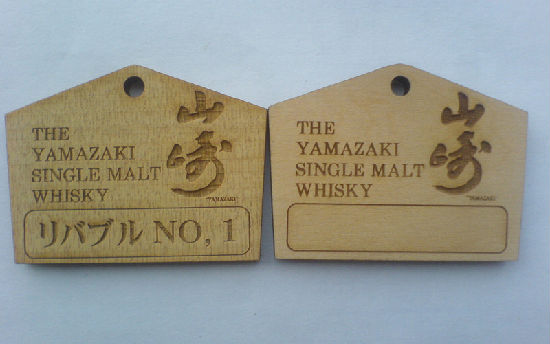 THE
YAMAZAKI
SINGLE MALT
WHISKY
山崎
YAMAZAKI
リバブル NO, 1
THE
YAMAZAKI
SINGLE MALT
WHISKY
山崎
YAMAZAKI